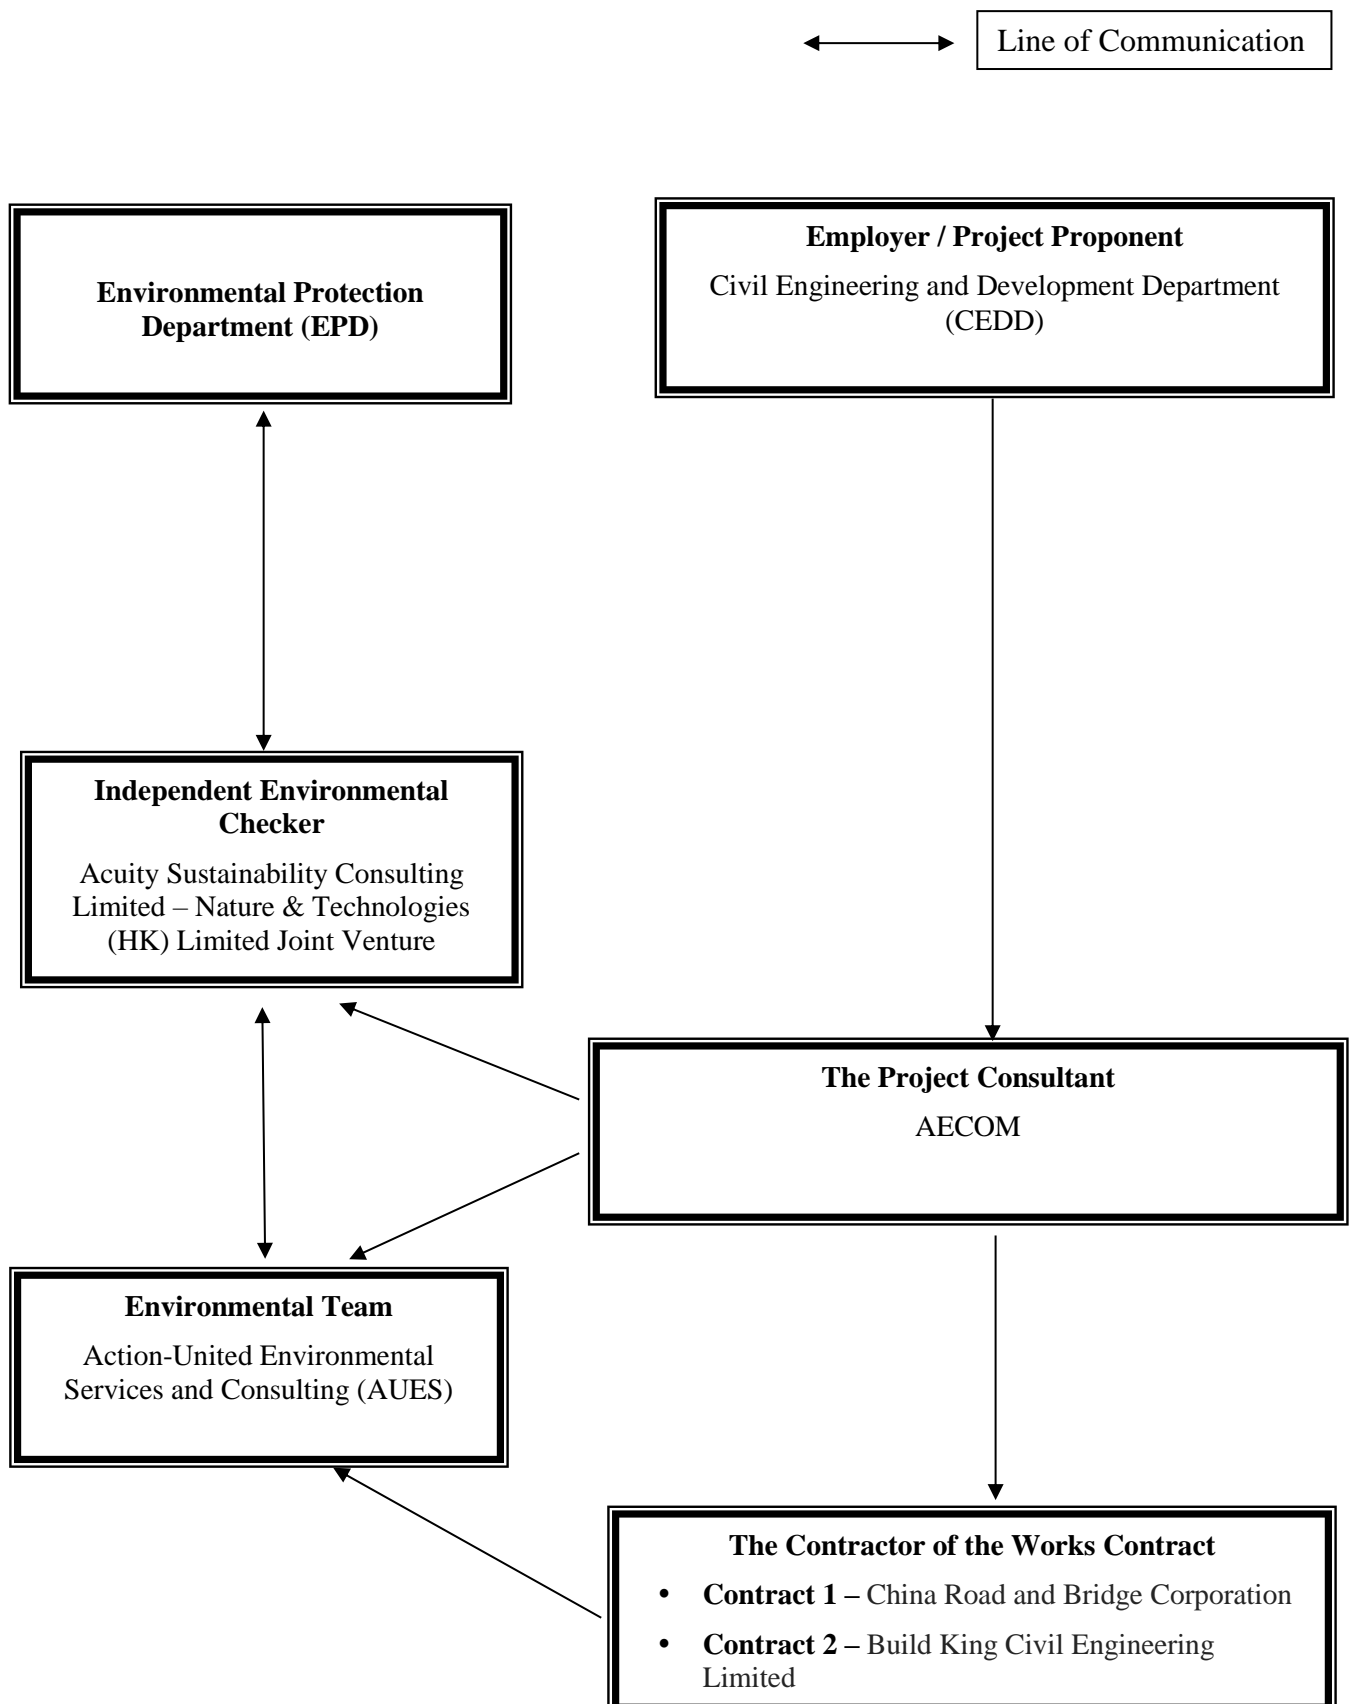 Line of Communication
Environmental Protection
Department (EPD)
Employer / Project Proponent
Civil Engineering and Development Department
(CEDD)
Independent Environmental
Checker
Acuity Sustainability Consulting
Limited – Nature & Technologies
(HK) Limited Joint Venture
The Project Consultant
AECOM
Environmental Team
Action-United Environmental
Services and Consulting (AUES)
The Contractor of the Works Contract
• Contract 1 – China Road and Bridge Corporation
• Contract 2 – Build King Civil Engineering
Limited